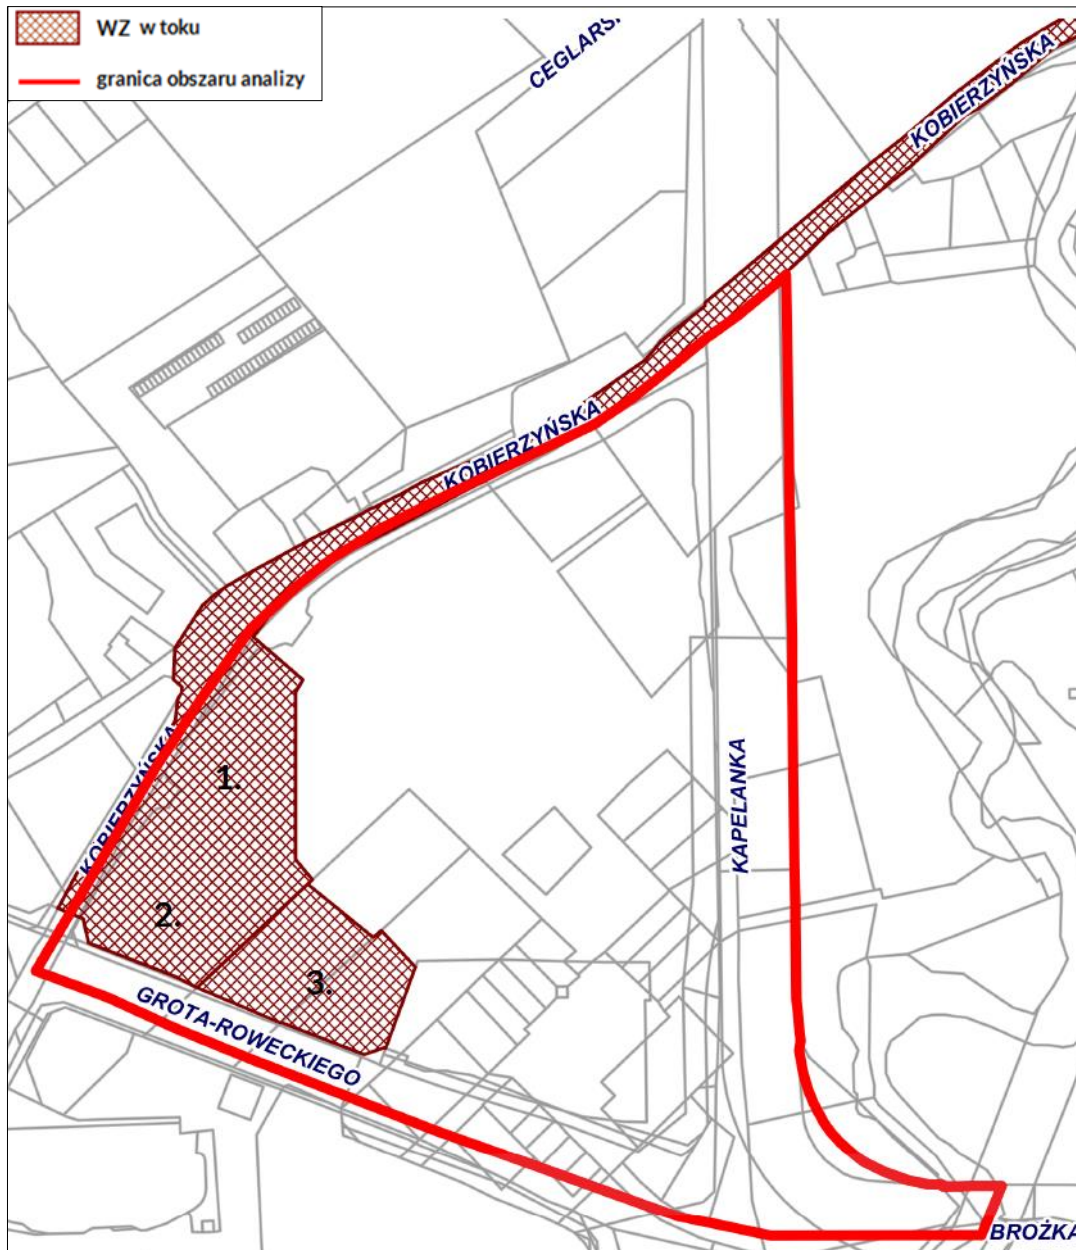 WZ w toku
granica obszaru analizy
CEGLARS
KOBIERZYŃSKA
KOBIERZYŃSKA
KOBIERZYŃSKA
1.
KAPELANKA
2.
3.
GROTA-ROWECKIEGO
BROŻKA